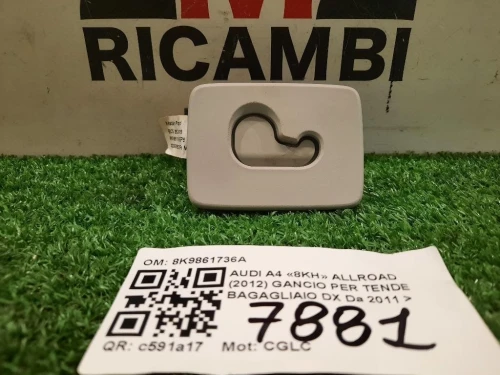 M
RICAMBI
OM: 8K9861736A
AUDI A4 «8KH» ALLROAD
(2012) GANCIO PER TENDE
BAGAGLIAIO DX Da 2011 >
7881
QR: c591a17 Mot: CGLC